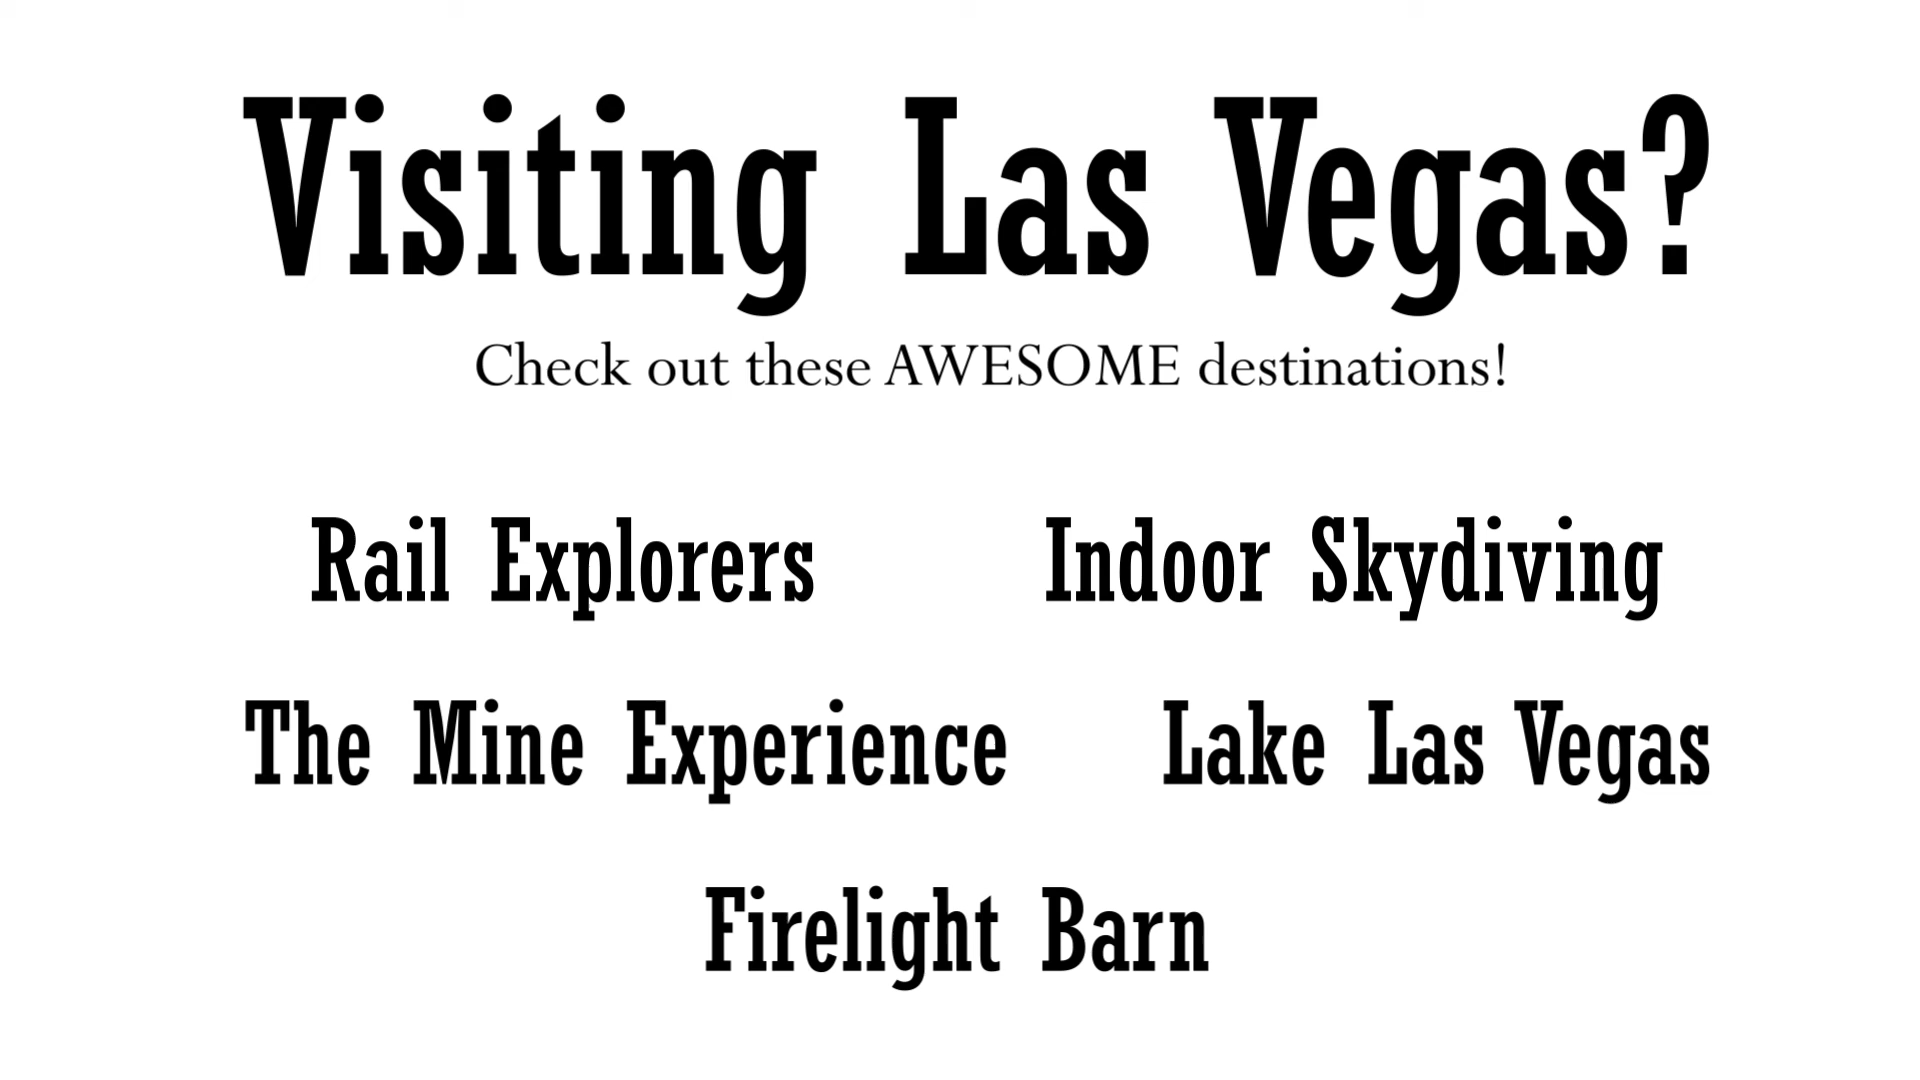 Visiting Las Vegas?
Check out these AWESOME destinations!
Rail Explorers
Indoor Skydiving
The Mine Experience
Lake Las Vegas
Firelight Barn